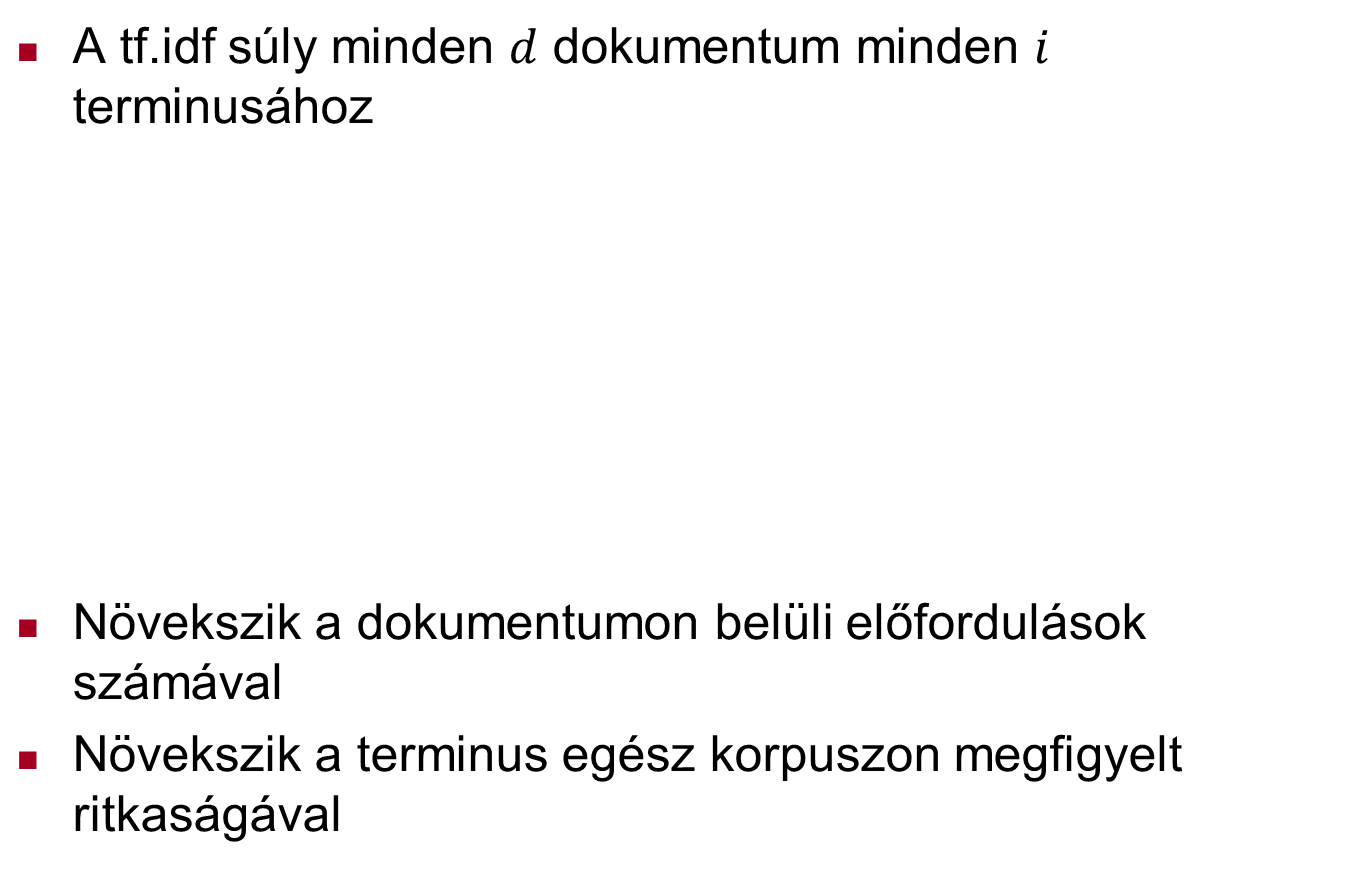 ▪ A tf.idf súly minden 𝑑 dokumentum minden 𝑖
terminusához
▪ Növekszik a dokumentumon belüli előfordulások
számával
▪ Növekszik a terminus egész korpuszon megfigyelt
ritkaságával